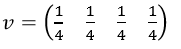 v = (1/4 1/4 1/4 1/4)